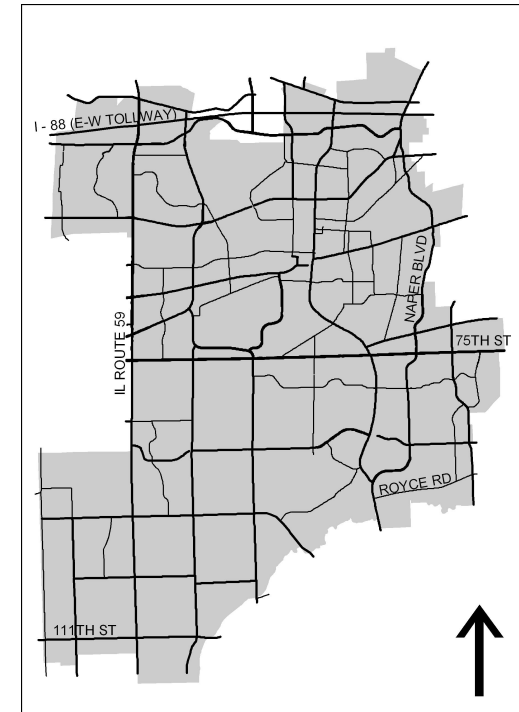 I - 88 (E-W TOLLWAY)
NAPER BLVD
IL ROUTE 59
75TH ST
ROYCE RD
111TH ST